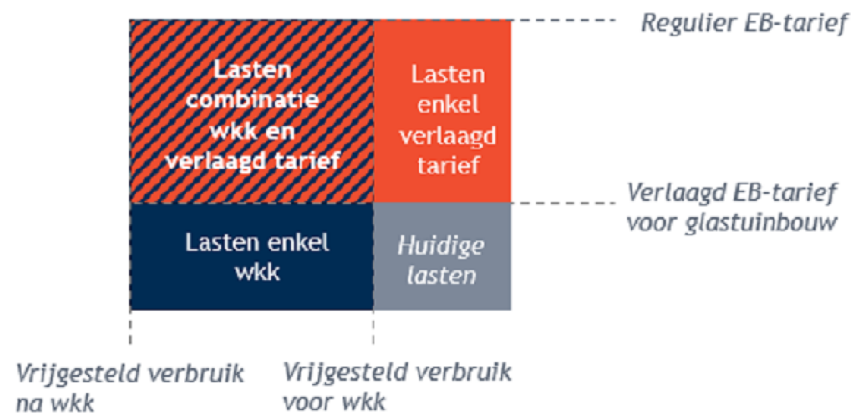 Regulier EB-tarief
Lasten
combinatie
wkk en
verlaagd tarief
Lasten
enkel
verlaagd
tarief
Verlaagd EB-tarief
voor glastuinbouw
Lasten enkel
wkk
Huidige
lasten
Vrijgesteld verbruik
na wkk
Vrijgesteld verbruik
voor wkk